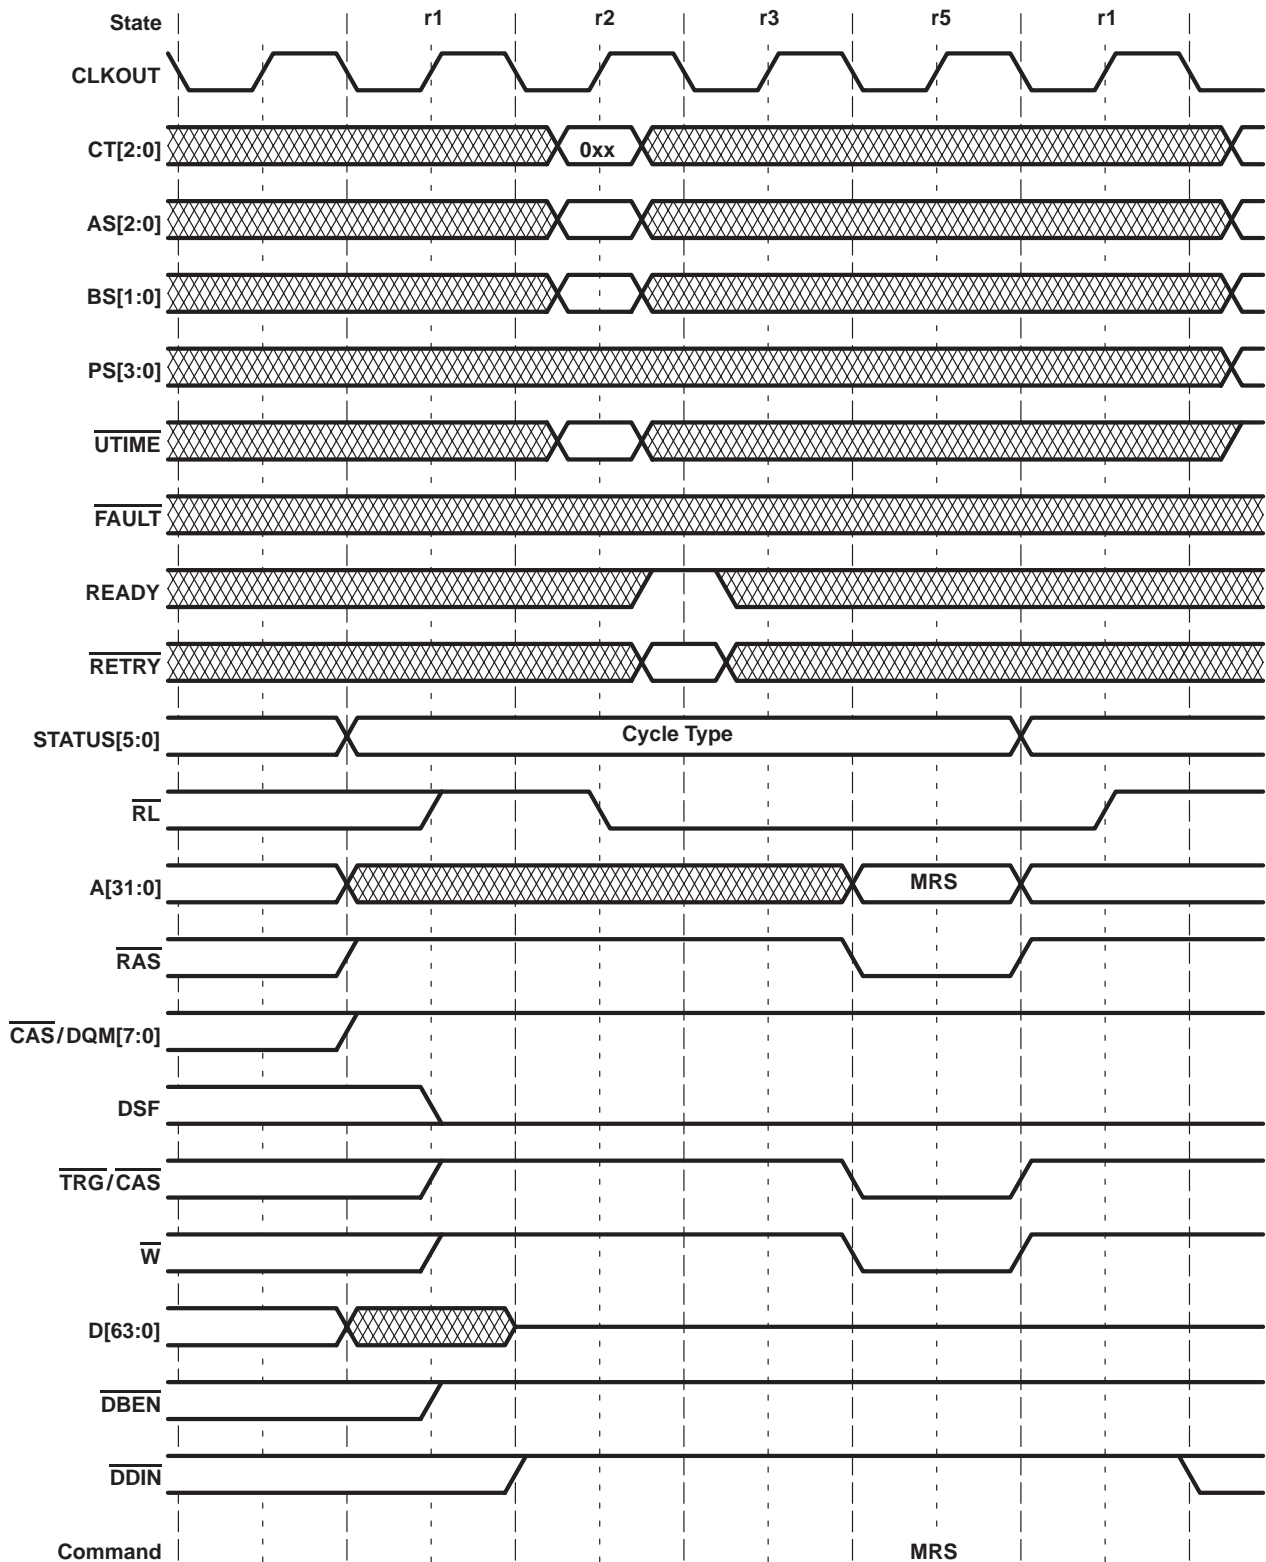 State r1 r2 r3 r5 r1
CLKOUT
CT[2:0] 0xx
AS[2:0]
BS[1:0]
PS[3:0]
UTIME
FAULT
READY
RETRY
STATUS[5:0] Cycle Type
RL
A[31:0] MRS
RAS
CAS/DQM[7:0]
DSF
TRG/CAS
W
D[63:0]
DBEN
DDIN
Command MRS